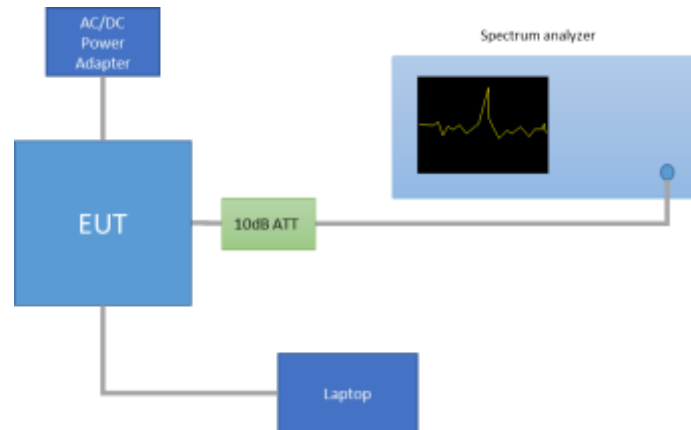 AC/DC
Power
Adapter
Spectrum analyzer
EUT
10dB ATT
Laptop